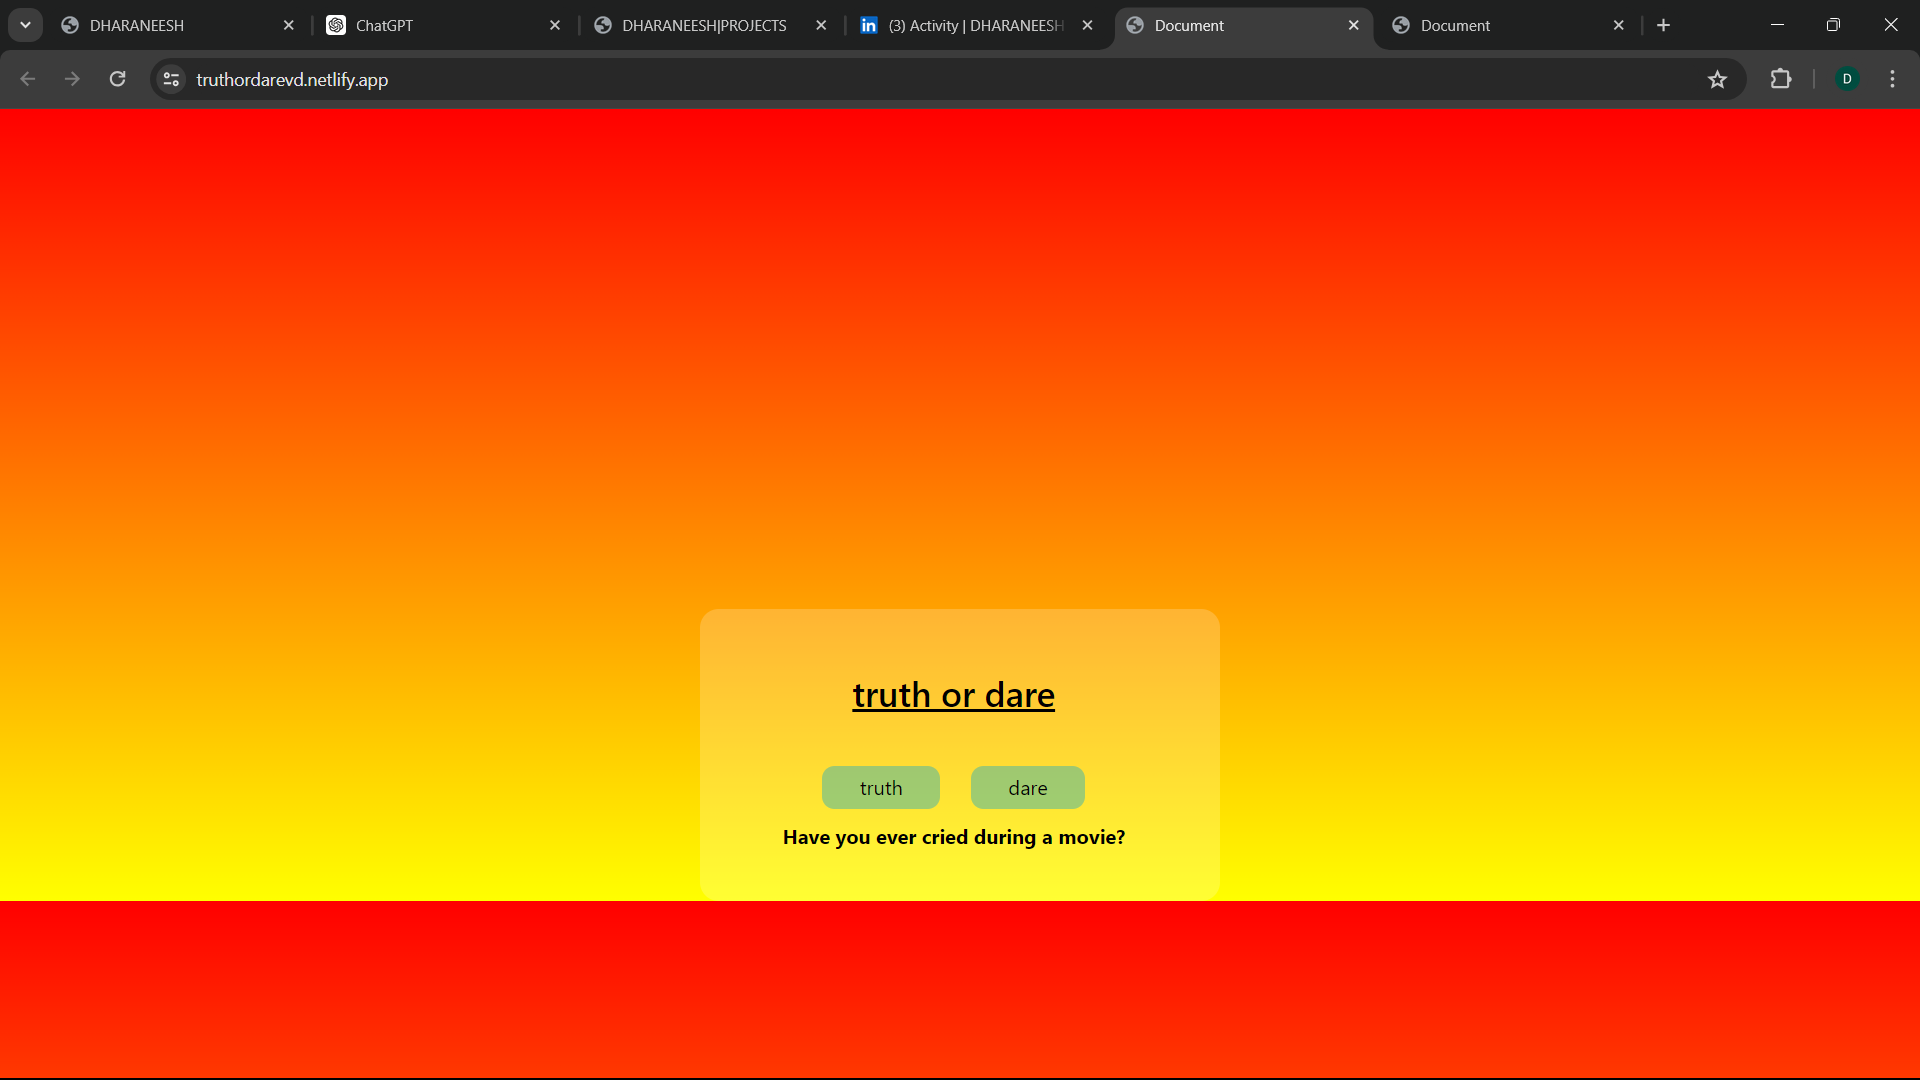 DHARANEESH
ChatGPT
DHARANEESH|PROJECTS
(3) Activity | DHARANEESH
Document
Document
truthordarevd.netlify.app
D
truth or dare
truth
dare
Have you ever cried during a movie?